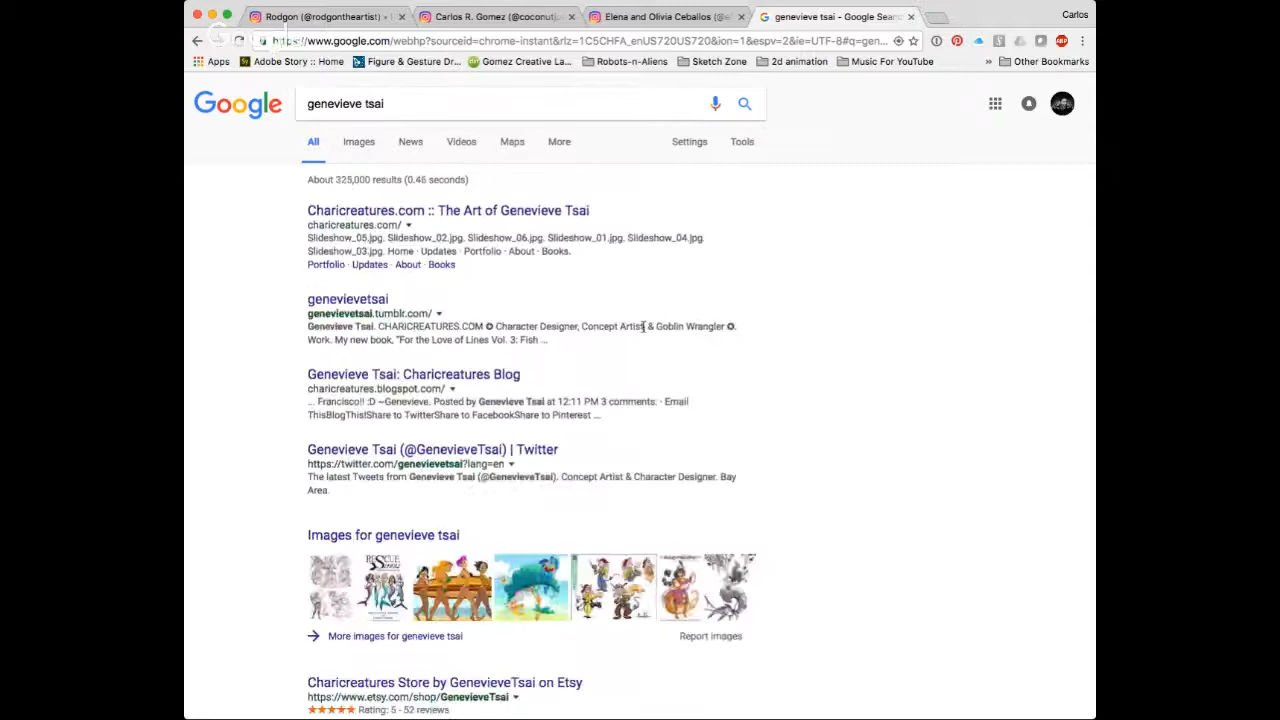 Rodgon (@rodgontheartist) •
Carlos R. Gomez (@coconutju
Elena and Olivia Ceballos (@
genevieve tsai - Google Sear
Carlos
https://www.google.com/webhp?sourceid=chrome-instant&rlz=1C5CHFA_enUS720US720&ion=1&espv=2&ie=UTF-8#q=gen...
Apps
Adobe Story :: Home
Figure & Gesture Dr...
Gomez Creative La...
Robots-n-Aliens
Sketch Zone
2d animation
Music For YouTube
»
Other Bookmarks
Google
genevieve tsai
All
Images
News
Videos
Maps
More
Settings
Tools
About 325,000 results (0.46 seconds)
Charicreatures.com :: The Art of Genevieve Tsai
charicreatures.com/
Slideshow_05.jpg. Slideshow_02.jpg. Slideshow_06.jpg. Slideshow_01.jpg. Slideshow_04.jpg.
Slideshow_03.jpg. Home · Updates · Portfolio · About · Books.
Portfolio · Updates · About · Books
genevievetsai
genevievetsai.tumblr.com/
Genevieve Tsai. CHARICREATURES.COM ✪ Character Designer, Concept Artist & Goblin Wrangler ✪.
Work. My new book, "For the Love of Lines Vol. 3: Fish ...
Genevieve Tsai: Charicreatures Blog
charicreatures.blogspot.com/
... Francisco!! :D ~Genevieve. Posted by Genevieve Tsai at 12:11 PM 3 comments: · Email
ThisBlogThis!Share to TwitterShare to FacebookShare to Pinterest ...
Genevieve Tsai (@GenevieveTsai) | Twitter
https://twitter.com/genevievetsai?lang=en
The latest Tweets from Genevieve Tsai (@GenevieveTsai). Concept Artist & Character Designer. Bay
Area.
Images for genevieve tsai
RESCUE
More images for genevieve tsai
Report images
Charicreatures Store by GenevieveTsai on Etsy
https://www.etsy.com/shop/GenevieveTsai
Rating: 5 - 52 reviews